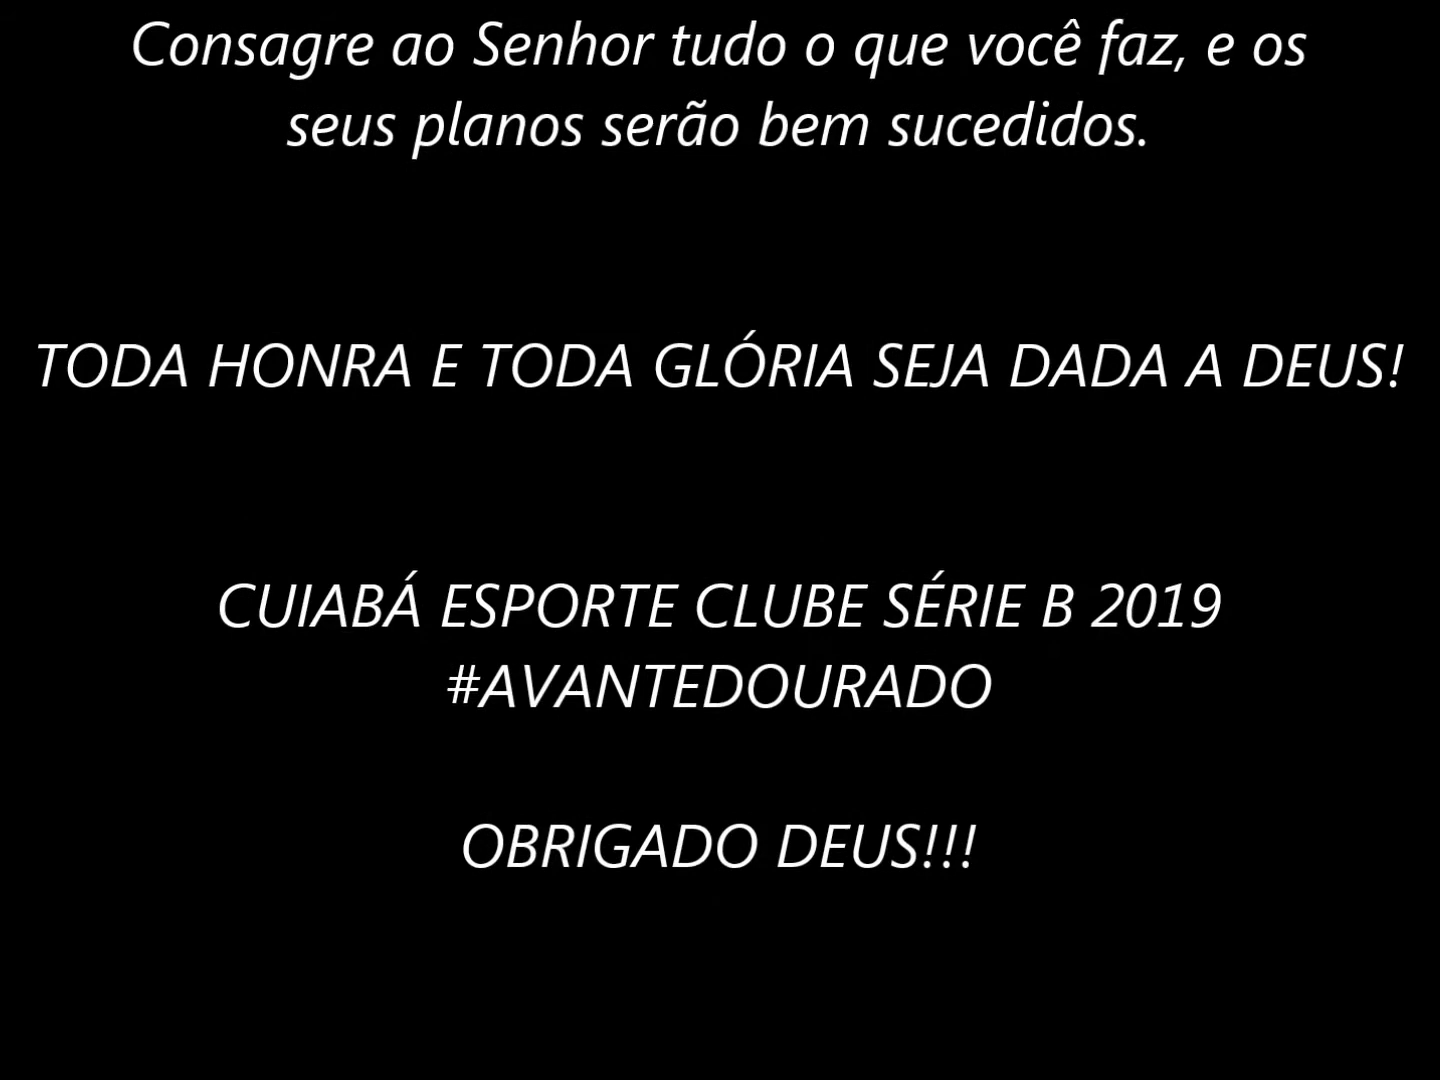 Consagre ao Senhor tudo o que você faz, e os
seus planos serão bem sucedidos.
TODA HONRA E TODA GLÓRIA SEJA DADA A DEUS!
CUIABÁ ESPORTE CLUBE SÉRIE B 2019
#AVANTEDOURADO
OBRIGADO DEUS!!!